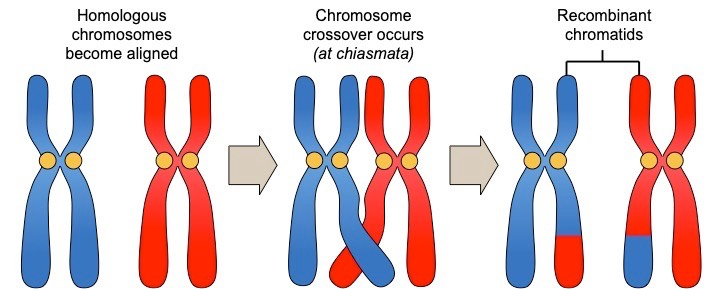 Homologous
chromosomes
become aligned
Chromosome
crossover occurs
(at chiasmata)
Recombinant
chromatids